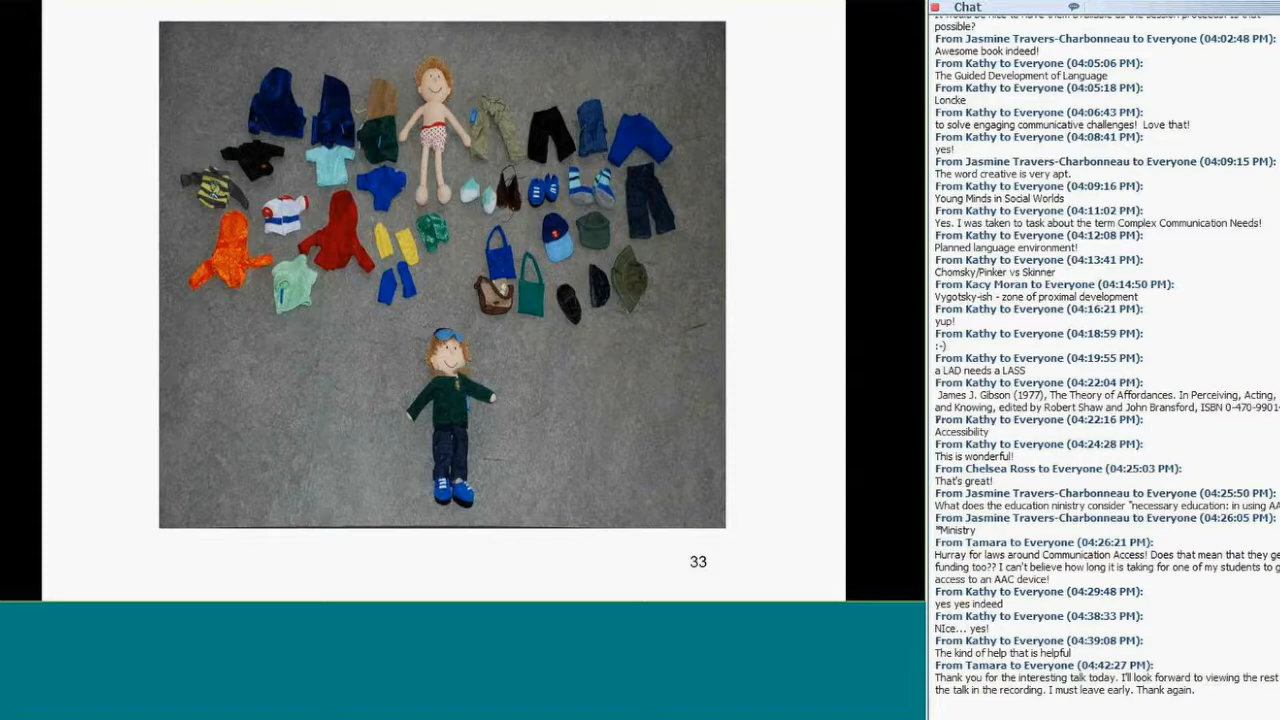 Chat
possible?
From Jasmine Travers-Charbonneau to Everyone (04:02:48 PM):
Awesome book indeed!
From Kathy to Everyone (04:05:06 PM):
The Guided Development of Language
From Kathy to Everyone (04:05:18 PM):
Loncke
From Kathy to Everyone (04:06:43 PM):
to solve engaging communicative challenges! Love that!
From Kathy to Everyone (04:08:41 PM):
yes!
From Jasmine Travers-Charbonneau to Everyone (04:09:15 PM):
The word creative is very apt.
From Kathy to Everyone (04:09:16 PM):
Young Minds in Social Worlds
From Kathy to Everyone (04:11:02 PM):
Yes. I was taken to task about the term Complex Communication Needs!
From Kathy to Everyone (04:12:08 PM):
Planned language environment!
From Kathy to Everyone (04:13:41 PM):
Chomsky/Pinker vs Skinner
From Kacy Moran to Everyone (04:14:50 PM):
Vygotsky-ish - zone of proximal development
From Kathy to Everyone (04:16:21 PM):
yup!
From Kathy to Everyone (04:18:59 PM):
:-)
From Kathy to Everyone (04:19:55 PM):
a LAD needs a LASS
From Kathy to Everyone (04:22:04 PM):
James J. Gibson (1977), The Theory of Affordances. In Perceiving, Acting,
and Knowing, edited by Robert Shaw and John Bransford, ISBN 0-470-9901
From Kathy to Everyone (04:22:16 PM):
Accessibility
From Kathy to Everyone (04:24:28 PM):
This is wonderful!
From Chelsea Ross to Everyone (04:25:03 PM):
That's great!
From Jasmine Travers-Charbonneau to Everyone (04:25:50 PM):
What does the education ninistry consider "necessary education: in using AA
From Jasmine Travers-Charbonneau to Everyone (04:26:05 PM):
*Ministry
From Tamara to Everyone (04:26:21 PM):
Hurray for laws around Communication Access! Does that mean that they ge
funding too?? I can't believe how long it is taking for one of my students to g
access to an AAC device!
From Kathy to Everyone (04:29:48 PM):
yes yes indeed
From Kathy to Everyone (04:38:33 PM):
NIce... yes!
From Kathy to Everyone (04:39:08 PM):
The kind of help that is helpful
From Tamara to Everyone (04:42:27 PM):
Thank you for the interesting talk today. I'll look forward to viewing the rest
the talk in the recording. I must leave early. Thank again.
33